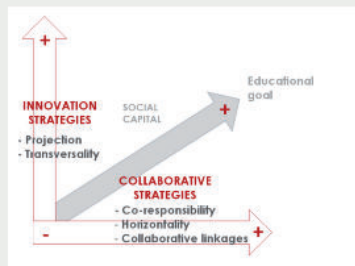 +
Educational
goal
INNOVATION
STRATEGIES
SOCIAL
CAPITAL
+
- Projection
- Transversality
COLLABORATIVE
STRATEGIES
- Co-responsibility
- Horizontality
- Collaborative linkages
-
+